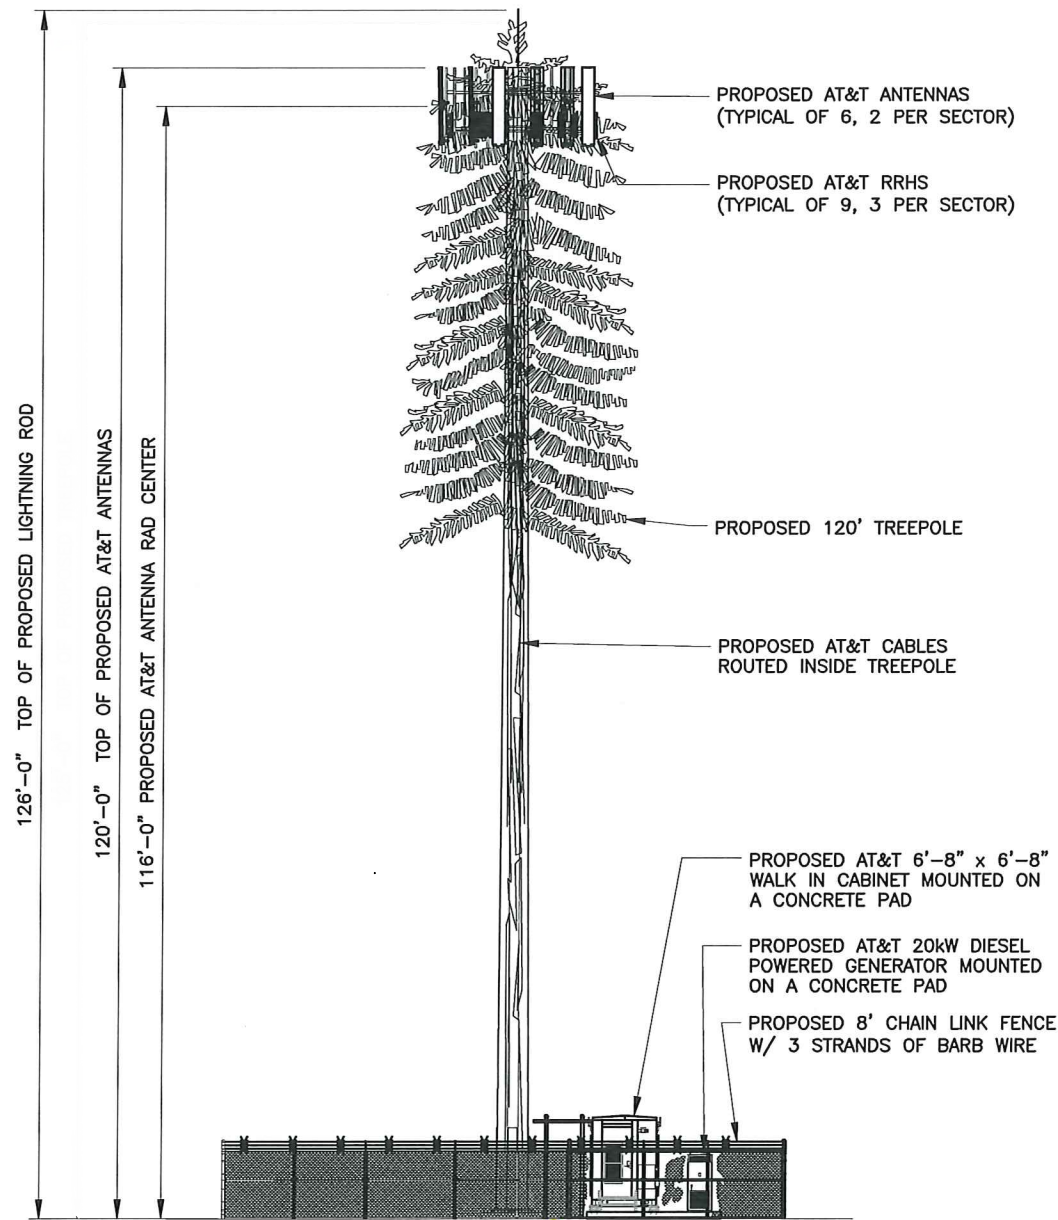 126'-0" TOP OF PROPOSED LIGHTNING ROD
120'-0" TOP OF PROPOSED AT&T ANTENNAS
116'-0" PROPOSED AT&T ANTENNA RAD CENTER
PROPOSED AT&T ANTENNAS
(TYPICAL OF 6, 2 PER SECTOR)
PROPOSED AT&T RRHS
(TYPICAL OF 9, 3 PER SECTOR)
PROPOSED 120' TREEPOLE
PROPOSED AT&T CABLES
ROUTED INSIDE TREEPOLE
PROPOSED AT&T 6'-8" x 6'-8"
WALK IN CABINET MOUNTED ON
A CONCRETE PAD
PROPOSED AT&T 20kW DIESEL
POWERED GENERATOR MOUNTED
ON A CONCRETE PAD
PROPOSED 8' CHAIN LINK FENCE
W/ 3 STRANDS OF BARB WIRE